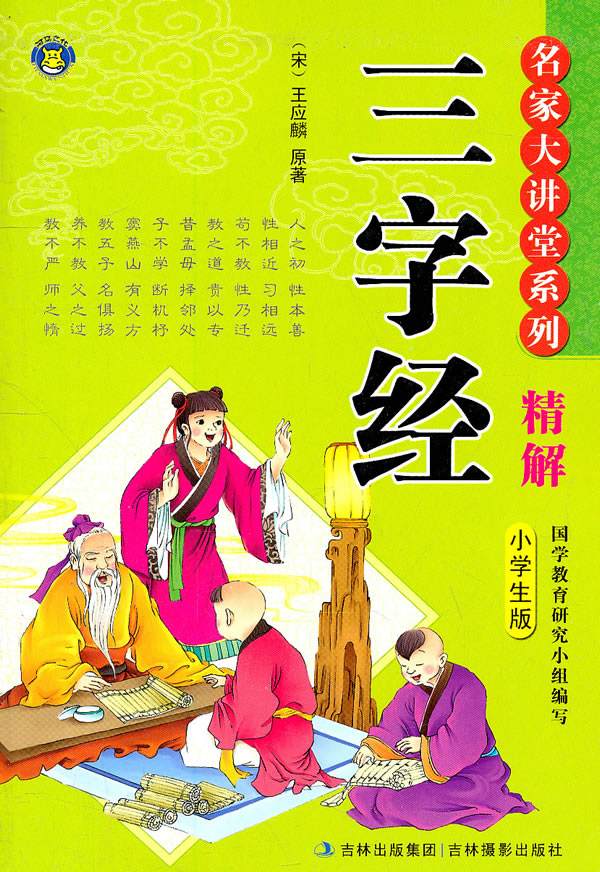 名家大讲堂系列
精解
小学生版
国学教育研究小组编写
三字经
（宋）王应麟 原著
人之初 性本善
性相近 习相远
苟不教 性乃迁
教之道 贵以专
昔孟母 择邻处
子不学 断机杼
窦燕山 有义方
教五子 名俱扬
养不教 父之过
教不严 师之惰
吉林出版集团 | 吉林摄影出版社